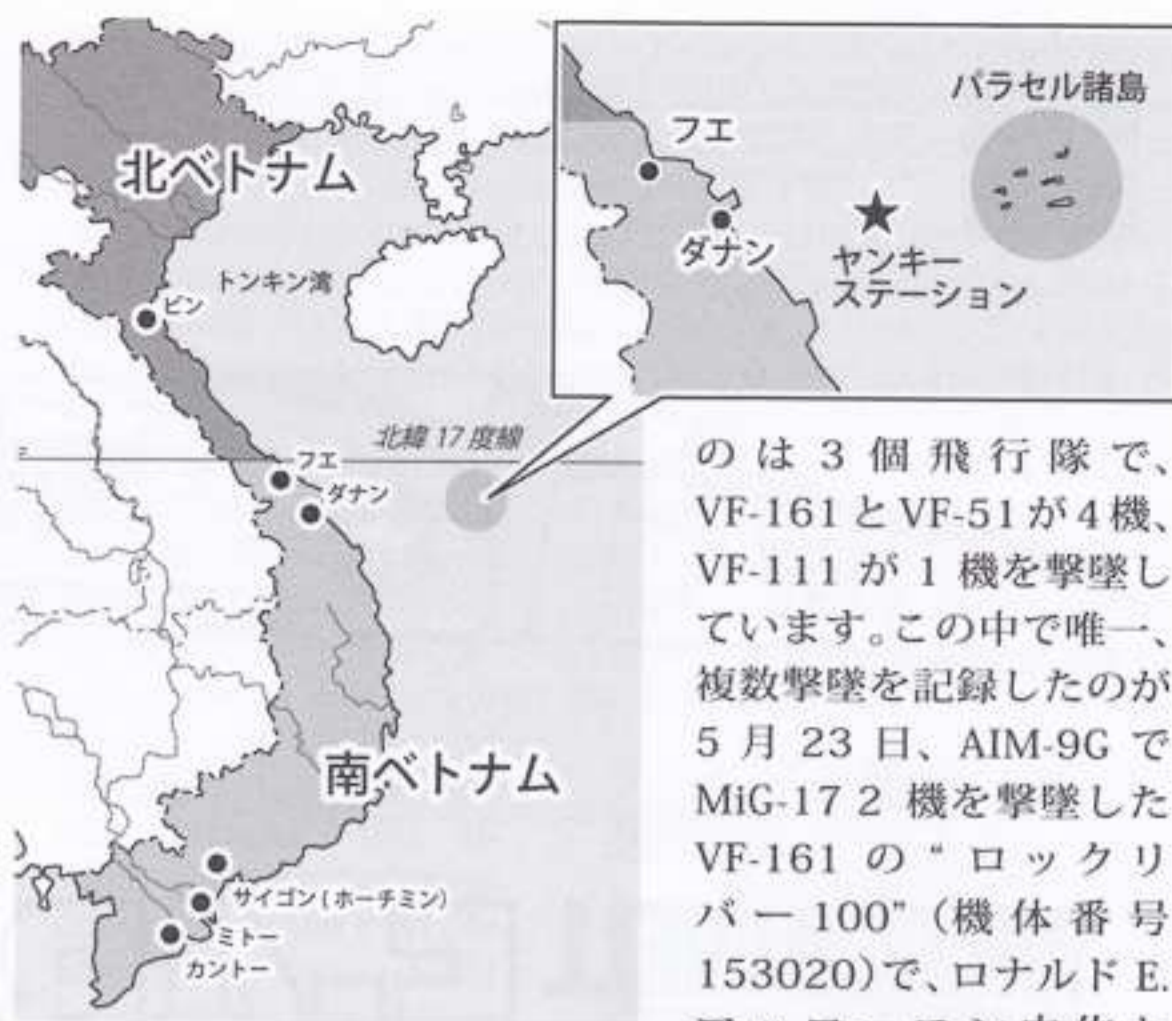 北ベトナム
トンキン湾
ビン
北緯 17 度線
フエ
ダナン
南ベトナム
サイゴン(ホーチミン)
ミトー
カントー
パラセル諸島
フエ
ダナン
ヤンキー
ステーション
のは3個飛行隊で、
VF-161とVF-51が4機、
VF-111が1機を撃墜し
ています。この中で唯一、
複数撃墜を記録したのが
5月23日、AIM-9Gで
MiG-17 2機を撃墜した
VF-161の“ロックリ
バー100”(機体番号
153020)で、ロナルドE.